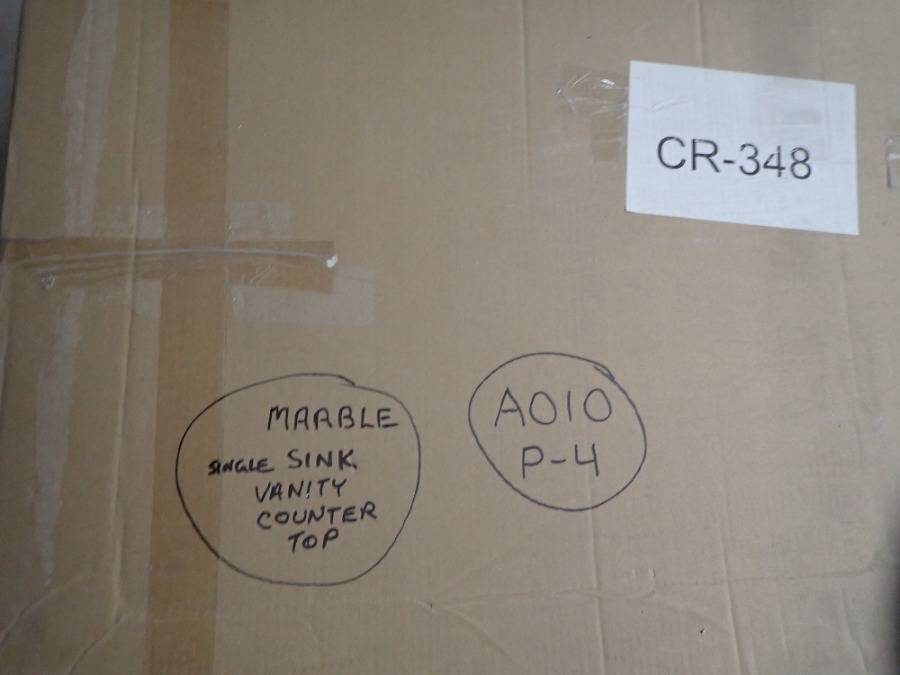 CR-348
MARBLE
SINGLE SINK
VANITY
COUNTER
TOP
A010
P-4